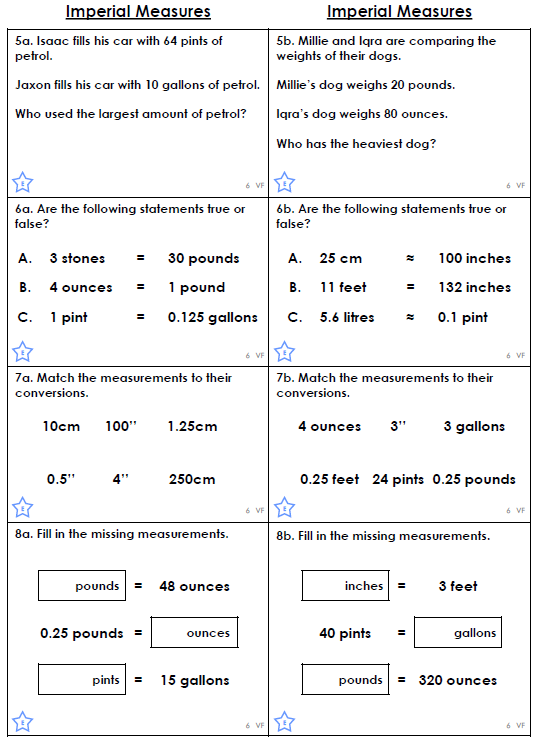 Imperial Measures
5a. Isaac fills his car with 64 pints of
petrol.
Jaxon fills his car with 10 gallons of petrol.
Who used the largest amount of petrol?
E
6 VF
6a. Are the following statements true or
false?
A. 3 stones = 30 pounds
B. 4 ounces = 1 pound
C. 1 pint = 0.125 gallons
E
6 VF
7a. Match the measurements to their
conversions.
10cm 100’’ 1.25cm
0.5’’ 4’’ 250cm
E
6 VF
8a. Fill in the missing measurements.
pounds = 48 ounces
0.25 pounds = ounces
pints = 15 gallons
E
6 VF
Imperial Measures
5b. Millie and Iqra are comparing the
weights of their dogs.
Millie’s dog weighs 20 pounds.
Iqra’s dog weighs 80 ounces.
Who has the heaviest dog?
E
6 VF
6b. Are the following statements true or
false?
A. 25 cm ≈ 100 inches
B. 11 feet = 132 inches
C. 5.6 litres ≈ 0.1 pint
E
6 VF
7b. Match the measurements to their
conversions.
4 ounces 3’’ 3 gallons
0.25 feet 24 pints 0.25 pounds
E
6 VF
8b. Fill in the missing measurements.
inches = 3 feet
40 pints = gallons
pounds = 320 ounces
E
6 VF